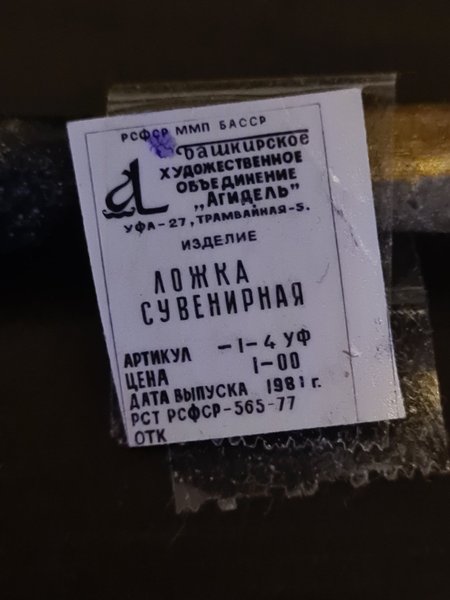 РСФСР ММП БАССР
Башкирское
художественное
объединение
„Агидель"
Уфа-27, Трамвайная-5.
ИЗДЕЛИЕ
ЛОЖКА
СУВЕНИРНАЯ
АРТИКУЛ -1-4 УФ
ЦЕНА 1-00
ДАТА ВЫПУСКА 1981 г.
РСТ РСФСР-565-77
ОТК